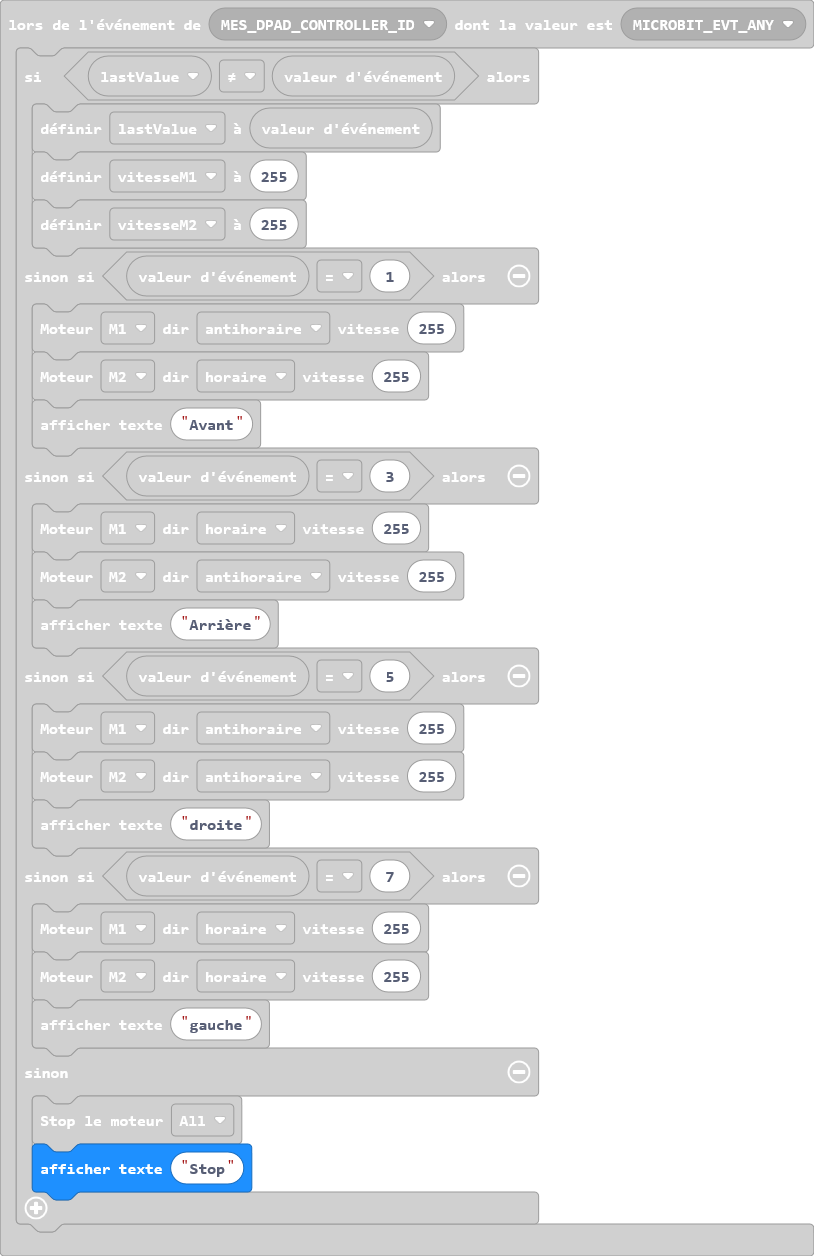 lors de l'événement de MES_DPAD_CONTROLLER_ID dont la valeur est MICROBIT_EVT_ANY
si lastValue ≠ valeur d'événement alors
définir lastValue à valeur d'événement
définir vitesseM1 à 255
définir vitesseM2 à 255
sinon si valeur d'événement = 1 alors
Moteur M1 dir antihoraire vitesse 255
Moteur M2 dir horaire vitesse 255
afficher texte "Avant"
sinon si valeur d'événement = 3 alors
Moteur M1 dir horaire vitesse 255
Moteur M2 dir antihoraire vitesse 255
afficher texte "Arrière"
sinon si valeur d'événement = 5 alors
Moteur M1 dir antihoraire vitesse 255
Moteur M2 dir antihoraire vitesse 255
afficher texte "droite"
sinon si valeur d'événement = 7 alors
Moteur M1 dir horaire vitesse 255
Moteur M2 dir horaire vitesse 255
afficher texte "gauche"
sinon
Stop le moteur All
afficher texte "Stop"